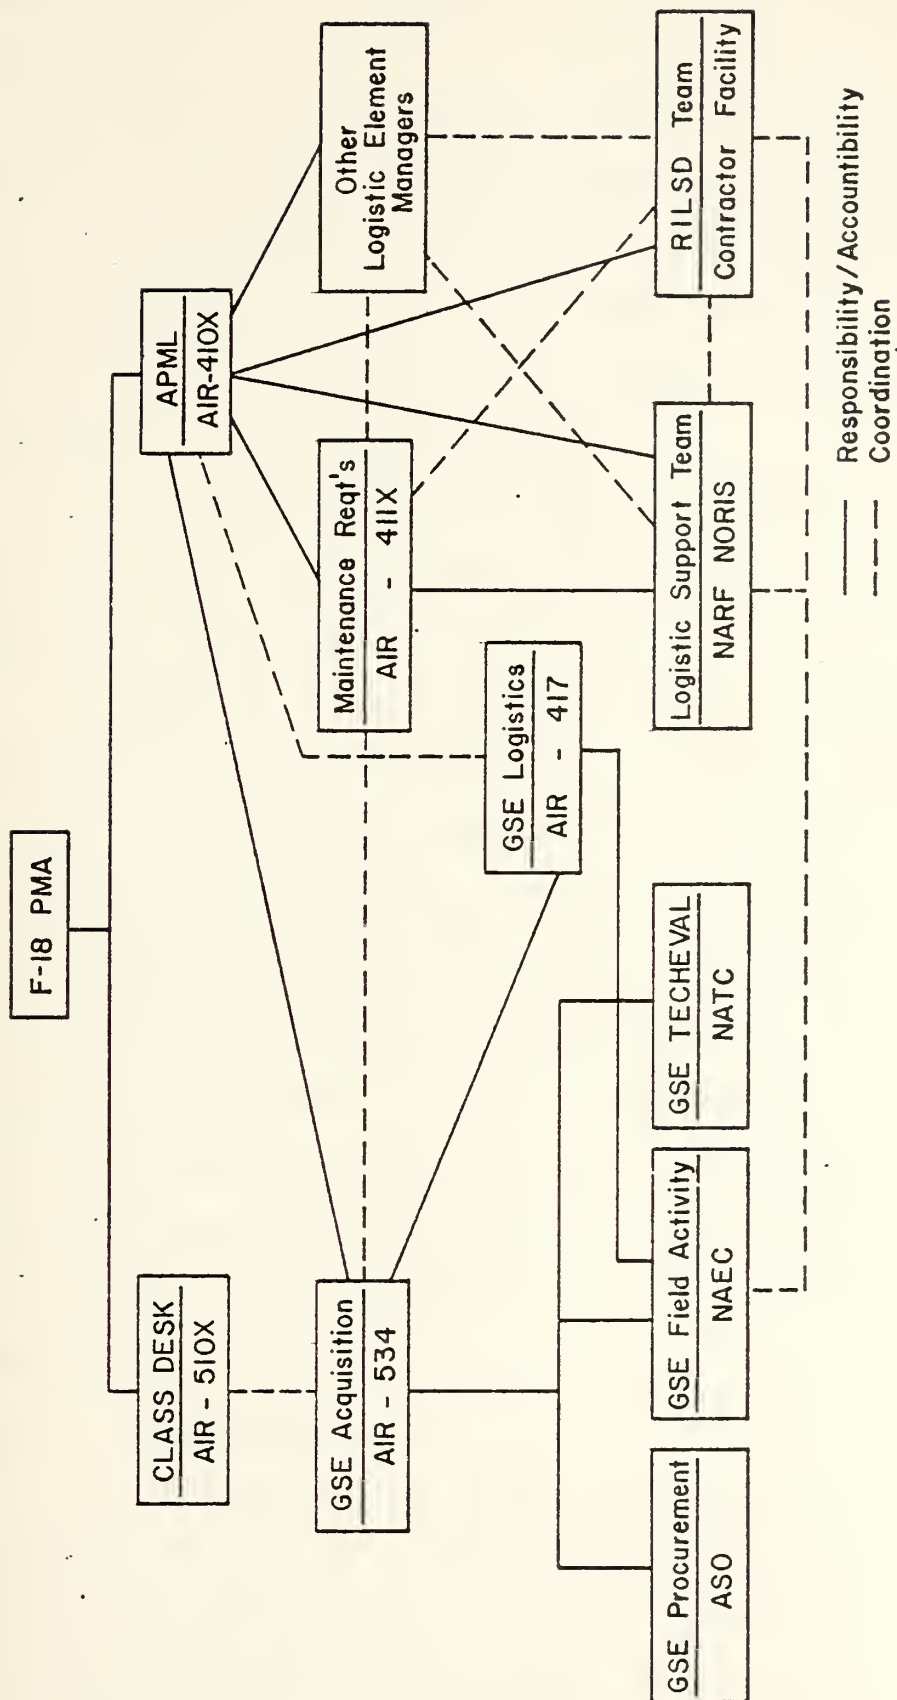 F-18 PMA
CLASS DESK
AIR - 510X
APML
AIR-410X
GSE Acquisition
AIR - 534
Maintenance Reqt's
AIR - 411X
Other
Logistic Element
Managers
GSE Logistics
AIR - 417
GSE Procurement
ASO
GSE Field Activity
NAEC
GSE TECHEVAL
NATC
Logistic Support Team
NARF NORIS
RILSD Team
Contractor Facility
Responsibility/Accountibility
Coordination